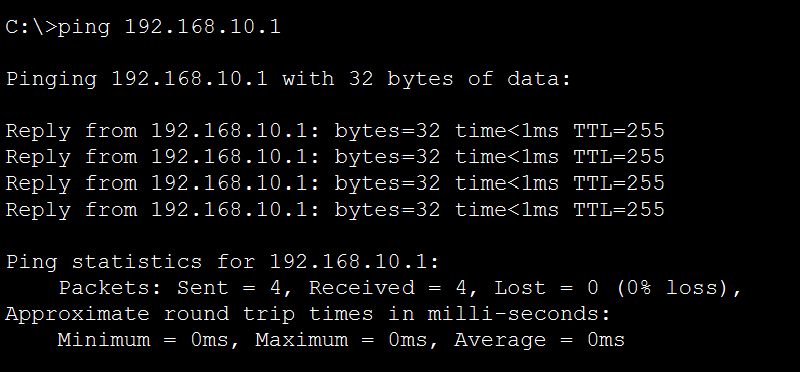 C:\>ping 192.168.10.1
Pinging 192.168.10.1 with 32 bytes of data:
Reply from 192.168.10.1: bytes=32 time<1ms TTL=255
Reply from 192.168.10.1: bytes=32 time<1ms TTL=255
Reply from 192.168.10.1: bytes=32 time<1ms TTL=255
Reply from 192.168.10.1: bytes=32 time<1ms TTL=255
Ping statistics for 192.168.10.1:
    Packets: Sent = 4, Received = 4, Lost = 0 (0% loss),
Approximate round trip times in milli-seconds:
    Minimum = 0ms, Maximum = 0ms, Average = 0ms